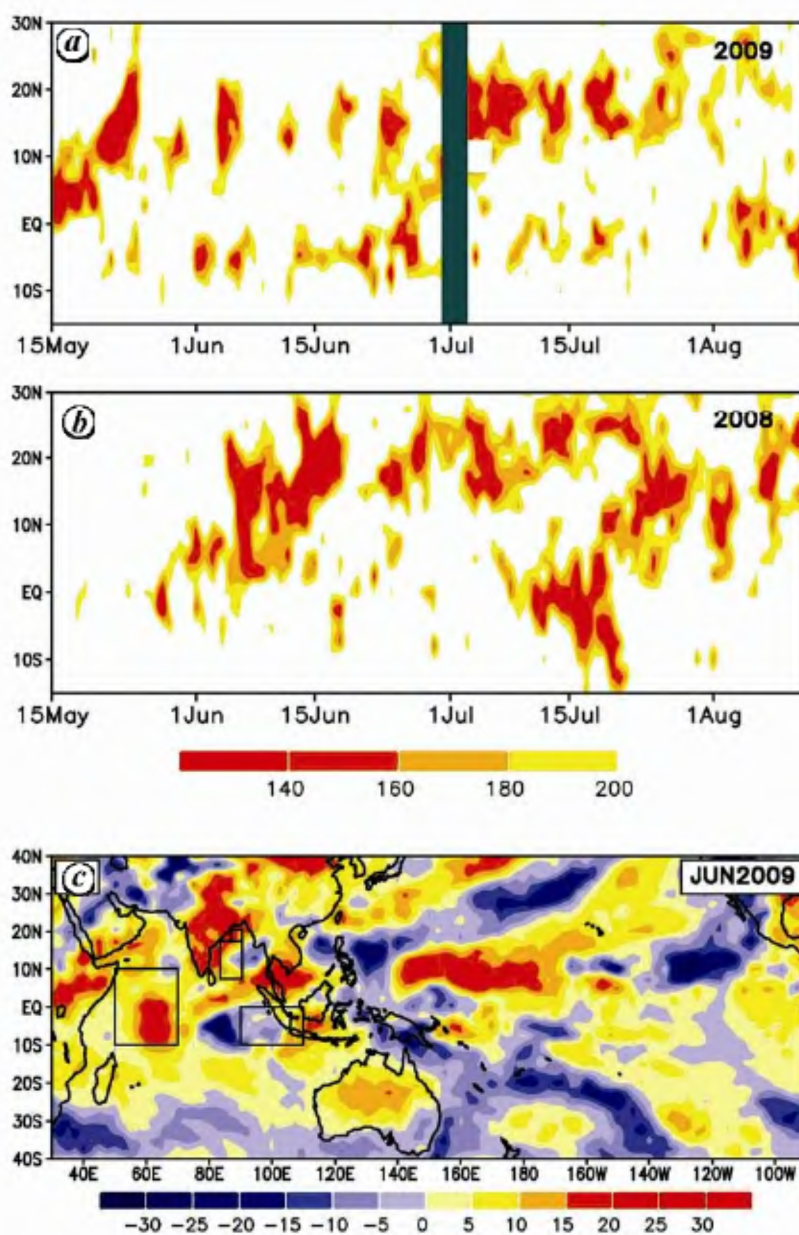 a
2009
30N
20N
10N
EQ
10S
15May 1Jun 15Jun 1Jul 15Jul 1Aug
b
2008
30N
20N
10N
EQ
10S
15May 1Jun 15Jun 1Jul 15Jul 1Aug
140 160 180 200
c
JUN2009
40N
30N
20N
10N
EQ
10S
20S
30S
40S
40E 60E 80E 100E 120E 140E 160E 180 160W 140W 120W 100W
-30 -25 -20 -15 -10 -5 0 5 10 15 20 25 30